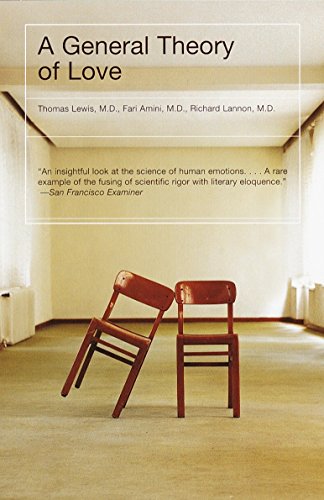 A General Theory
of Love
Thomas Lewis, M.D., Fari Amini, M.D., Richard Lannon, M.D.
“An insightful look at the science of human emotions. . . . A rare
example of the fusing of scientific rigor with literary eloquence.”
—San Francisco Examiner